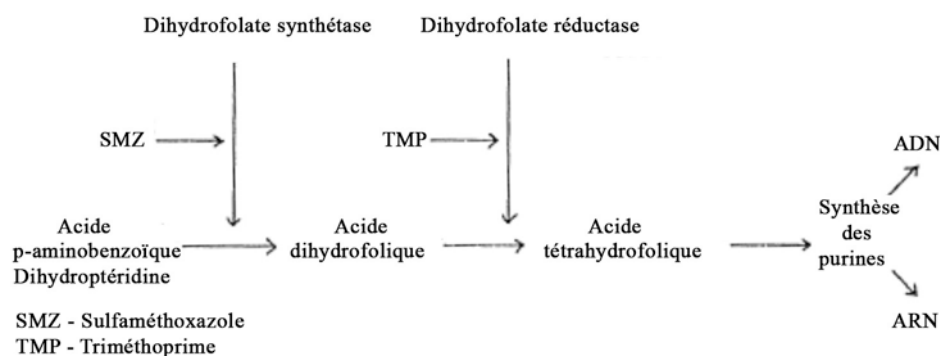 Dihydrofolate synthétase
Dihydrofolate réductase
SMZ
TMP
ADN
Acide
p-aminobenzoïque
Dihydroptéridine
Acide
dihydrofolique
Acide
tétrahydrofolique
Synthèse
des
purines
ARN
SMZ - Sulfaméthoxazole
TMP - Triméthoprime